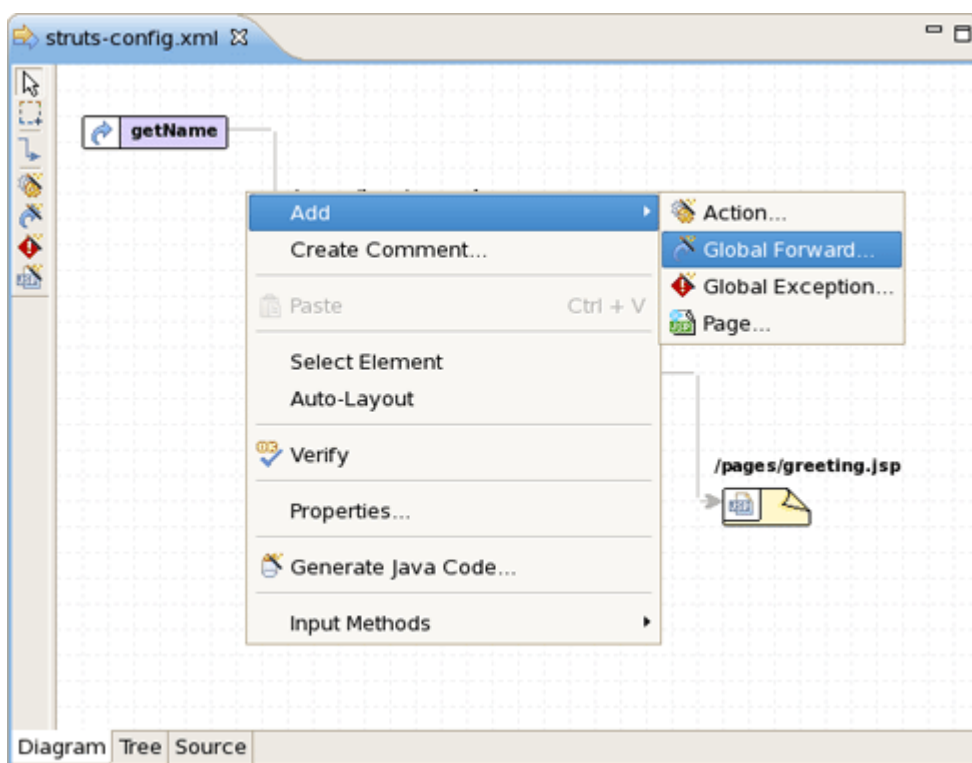 struts-config.xml
getName
Add
Create Comment...
Paste Ctrl + V
Select Element
Auto-Layout
Verify
Properties...
Generate Java Code...
Input Methods
Action...
Global Forward...
Global Exception...
Page...
/pages/greeting.jsp
Diagram Tree Source